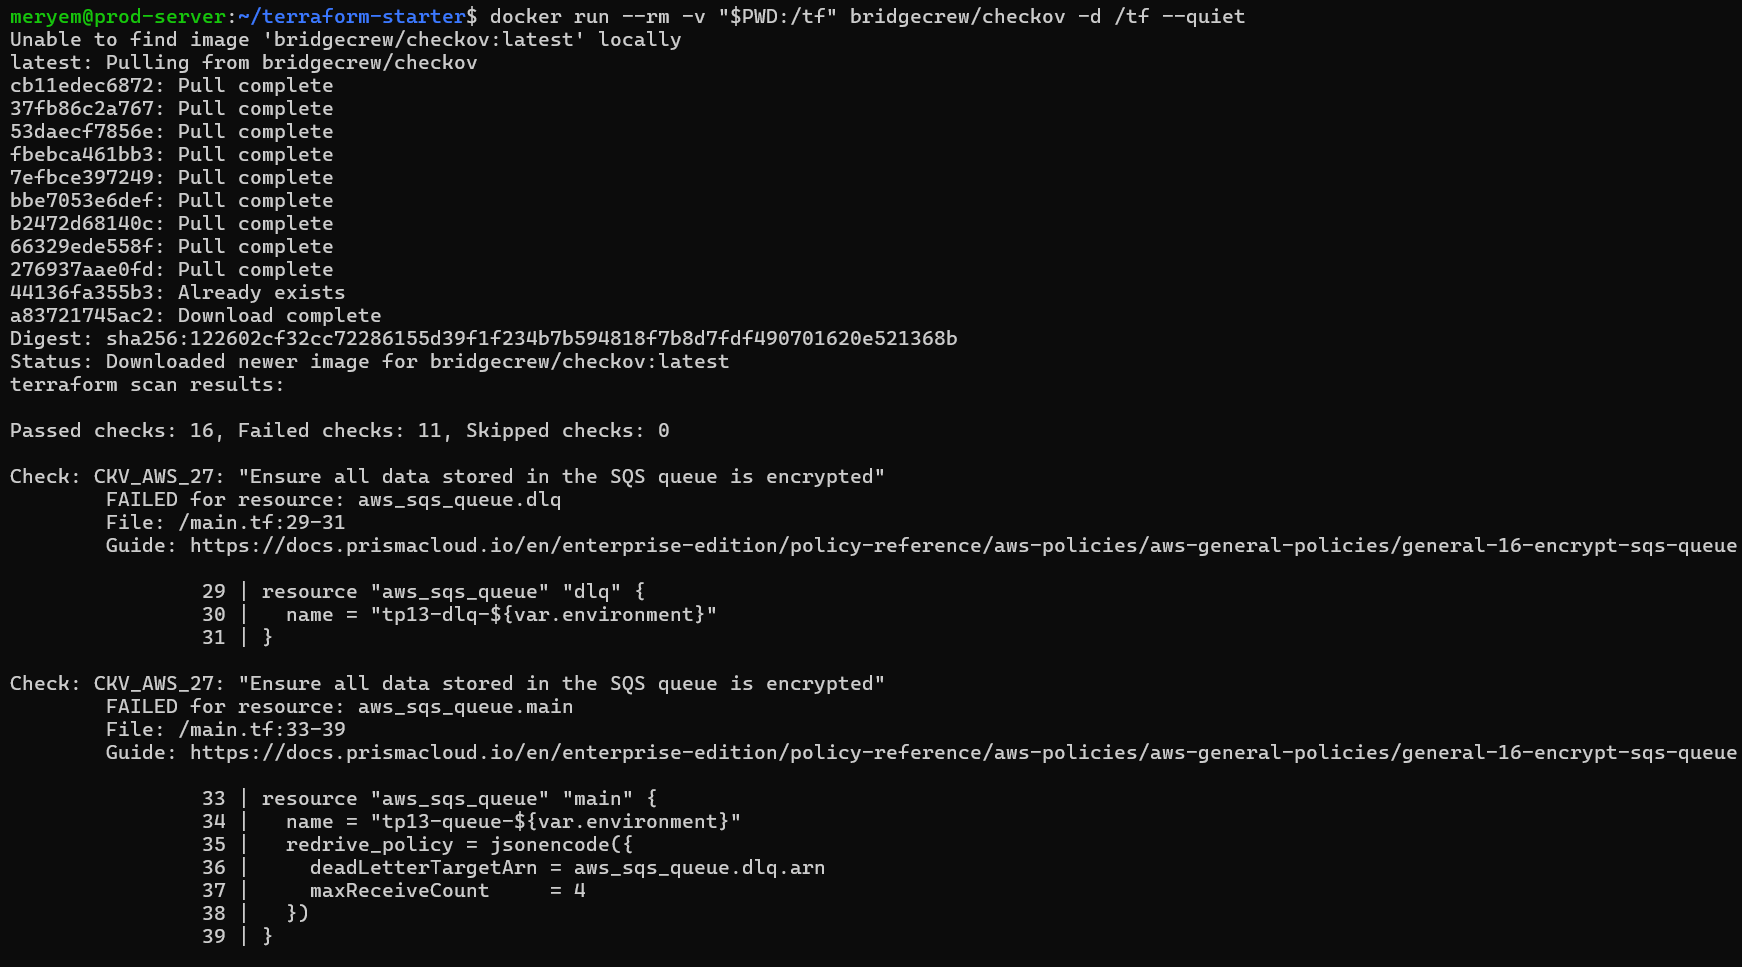 meryem@prod-server:~/terraform-starter$ docker run --rm -v "$PWD:/tf" bridgecrew/checkov -d /tf --quiet
Unable to find image 'bridgecrew/checkov:latest' locally
latest: Pulling from bridgecrew/checkov
cb11edec6872: Pull complete
37fb86c2a767: Pull complete
53daecf7856e: Pull complete
fbebca461bb3: Pull complete
7efbce397249: Pull complete
bbe7053e6def: Pull complete
b2472d68140c: Pull complete
66329ede558f: Pull complete
276937aae0fd: Pull complete
44136fa355b3: Already exists
a83721745ac2: Download complete
Digest: sha256:122602cf32cc72286155d39f1f234b7b594818f7b8d7fdf490701620e521368b
Status: Downloaded newer image for bridgecrew/checkov:latest
terraform scan results:

Passed checks: 16, Failed checks: 11, Skipped checks: 0

Check: CKV_AWS_27: "Ensure all data stored in the SQS queue is encrypted"
        FAILED for resource: aws_sqs_queue.dlq
        File: /main.tf:29-31
        Guide: https://docs.prismacloud.io/en/enterprise-edition/policy-reference/aws-policies/aws-general-policies/general-16-encrypt-sqs-queue

                29 | resource "aws_sqs_queue" "dlq" {
                30 |   name = "tp13-dlq-${var.environment}"
                31 | }

Check: CKV_AWS_27: "Ensure all data stored in the SQS queue is encrypted"
        FAILED for resource: aws_sqs_queue.main
        File: /main.tf:33-39
        Guide: https://docs.prismacloud.io/en/enterprise-edition/policy-reference/aws-policies/aws-general-policies/general-16-encrypt-sqs-queue

                33 | resource "aws_sqs_queue" "main" {
                34 |   name = "tp13-queue-${var.environment}"
                35 |   redrive_policy = jsonencode({
                36 |     deadLetterTargetArn = aws_sqs_queue.dlq.arn
                37 |     maxReceiveCount     = 4
                38 |   })
                39 | }